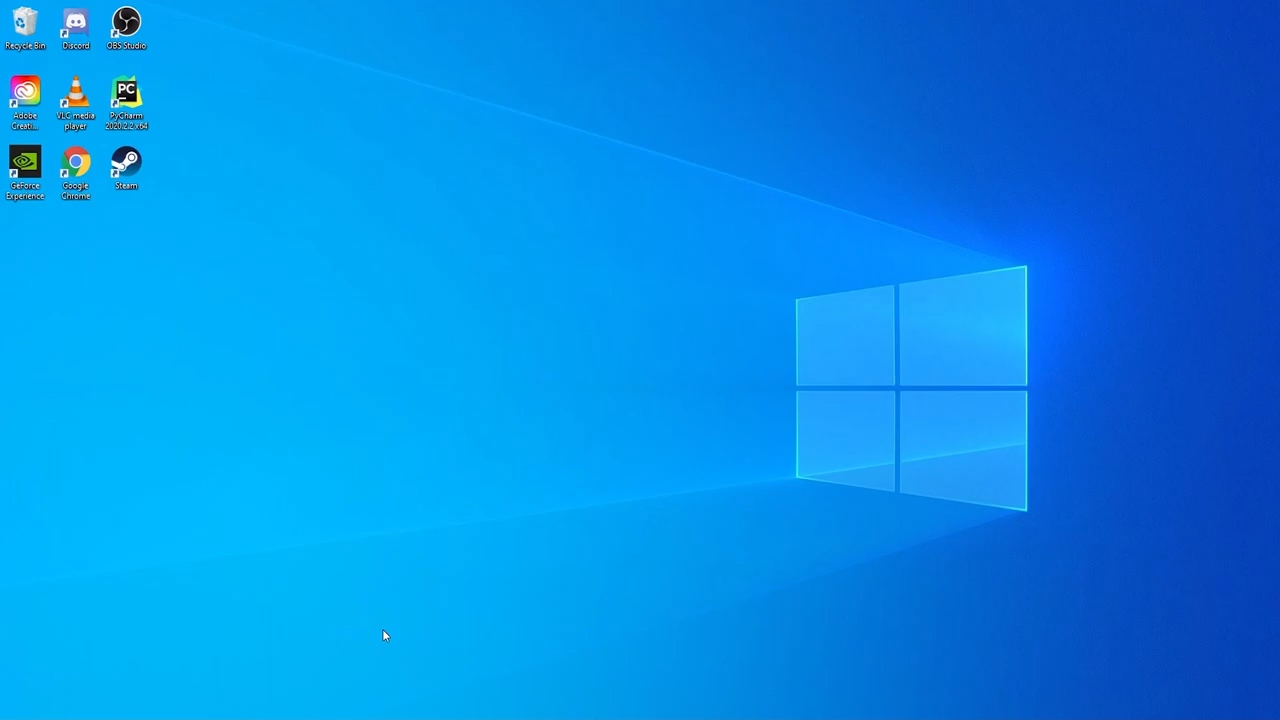 Recycle Bin
Discord
OBS Studio
Adobe
Creati...
VLC media
player
PC
PyCharm
2020.2.2 x64
GeForce
Experience
Google
Chrome
Steam